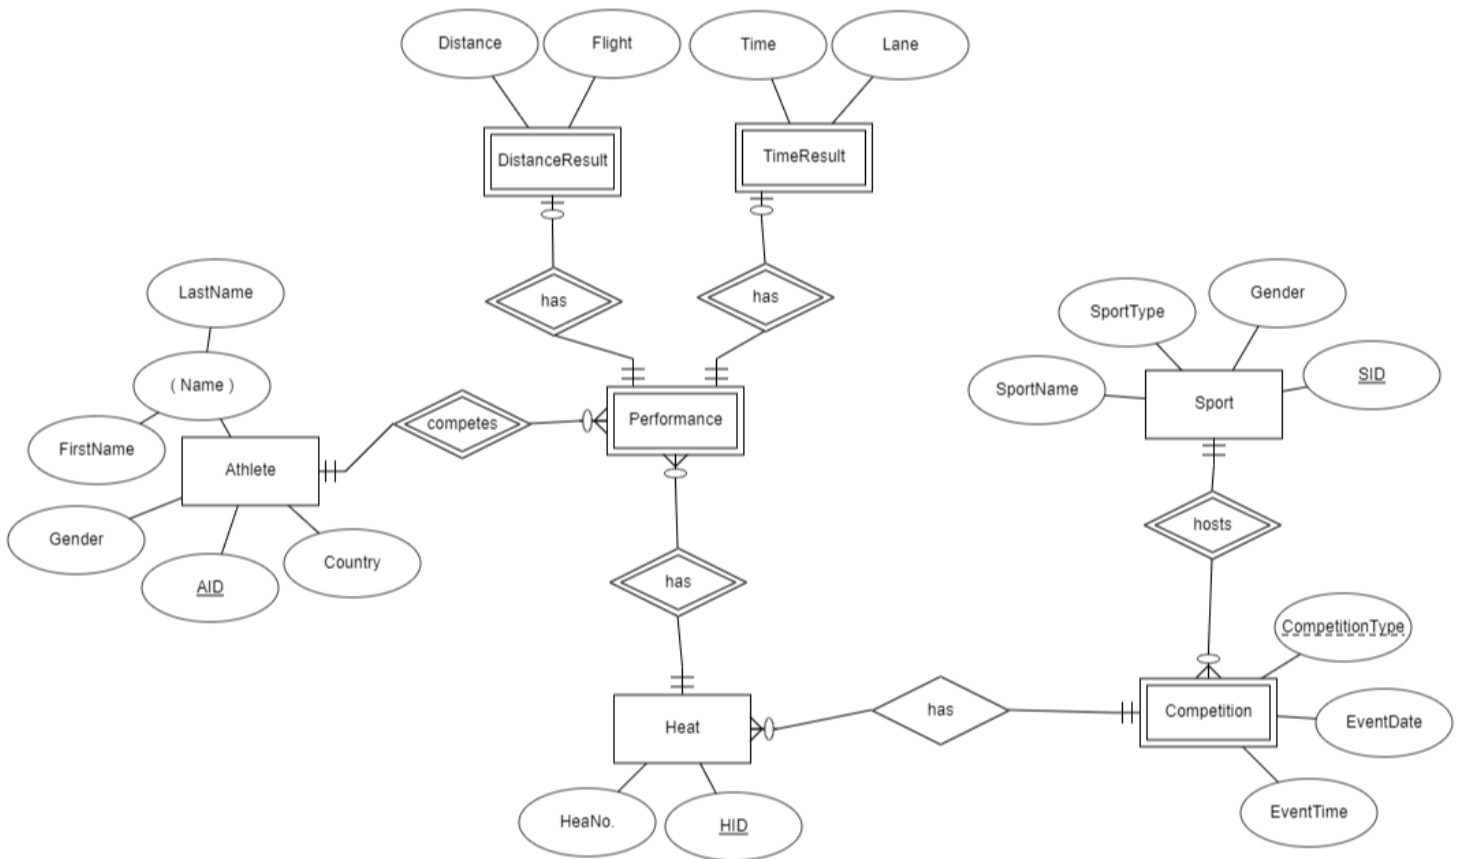 Distance
Flight
Time
Lane
DistanceResult
TimeResult
LastName
has
has
SportType
Gender
( Name )
SportName
Sport
SID
FirstName
Athlete
competes
Performance
Gender
AID
Country
has
hosts
CompetitionType
Heat
has
Competition
EventDate
HeaNo.
HID
EventTime